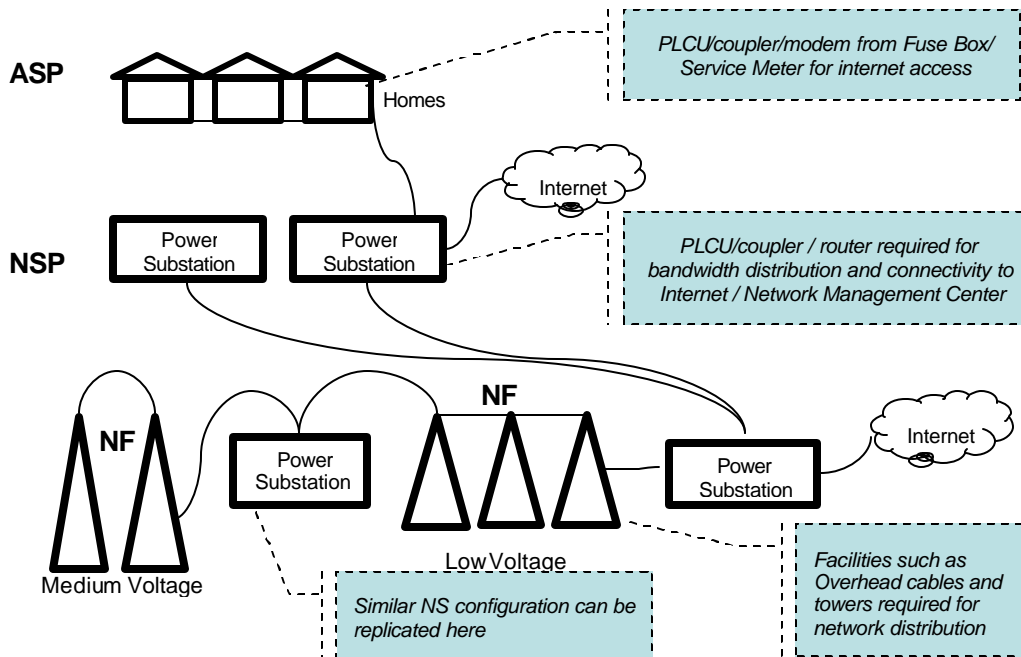 ASP
Homes
PLCU/coupler/modem from Fuse Box/
Service Meter for internet access
Internet
NSP
Power
Substation
Power
Substation
PLCU/coupler / router required for
bandwidth distribution and connectivity to
Internet / Network Management Center
NF
NF
Power
Substation
Power
Substation
Internet
Medium Voltage
Low Voltage
Similar NS configuration can be
replicated here
Facilities such as
Overhead cables and
towers required for
network distribution